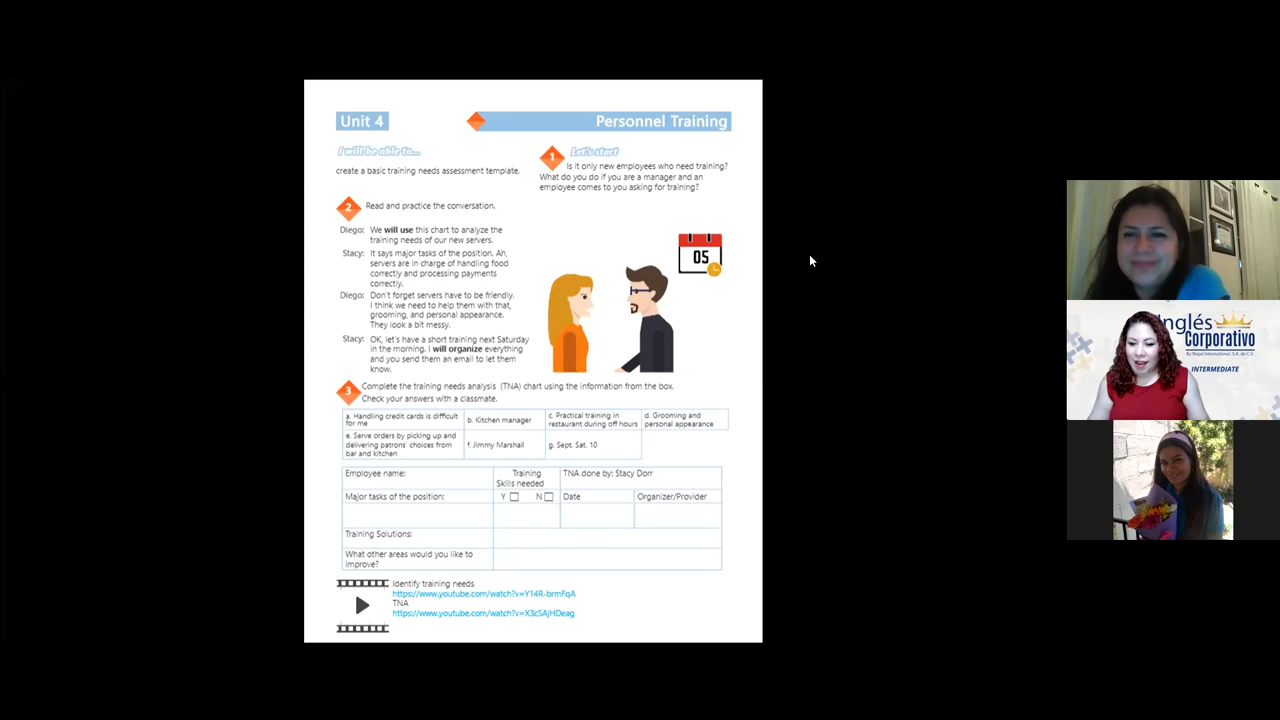 Unit 4
Personnel Training
I will be able to...
create a basic training needs assessment template.
1
Let's start
Is it only new employees who need training?
What do you do if you are a manager and an
employee comes to you asking for training?
2
Read and practice the conversation.
Diego: We will use this chart to analyze the
training needs of our new servers.
Stacy: It says major tasks of the position. Ah,
servers are in charge of handling food
correctly and processing payments
correctly.
Diego: Don't forget servers have to be friendly.
I think we need to help them with that,
grooming, and personal appearance.
They look a bit messy.
Stacy: OK, let's have a short training next Saturday
in the morning. I will organize everything
and you send them an email to let them
know.
05
3
Complete the training needs analysis (TNA) chart using the information from the box.
Check your answers with a classmate.
a. Handling credit cards is difficult
for me
b. Kitchen manager
c. Practical training in
restaurant during off hours
d. Grooming and
personal appearance
e. Serve orders by picking up and
delivering patrons' choices from
bar and kitchen
f. Jimmy Marshall
g. Sept. Sat. 10
Employee name:
Training
Skills needed
TNA done by: Stacy Dorr
Major tasks of the position:
Y N
Date
Organizer/Provider
Training Solutions:
What other areas would you like to
improve?
Identify training needs
https://www.youtube.com/watch?v=Y14R-brmFqA
TNA
https://www.youtube.com/watch?v=X3cSAjHDeag
Inglés
Corporativo
By Regal International, S.A. de C.V.
INTERMEDIATE